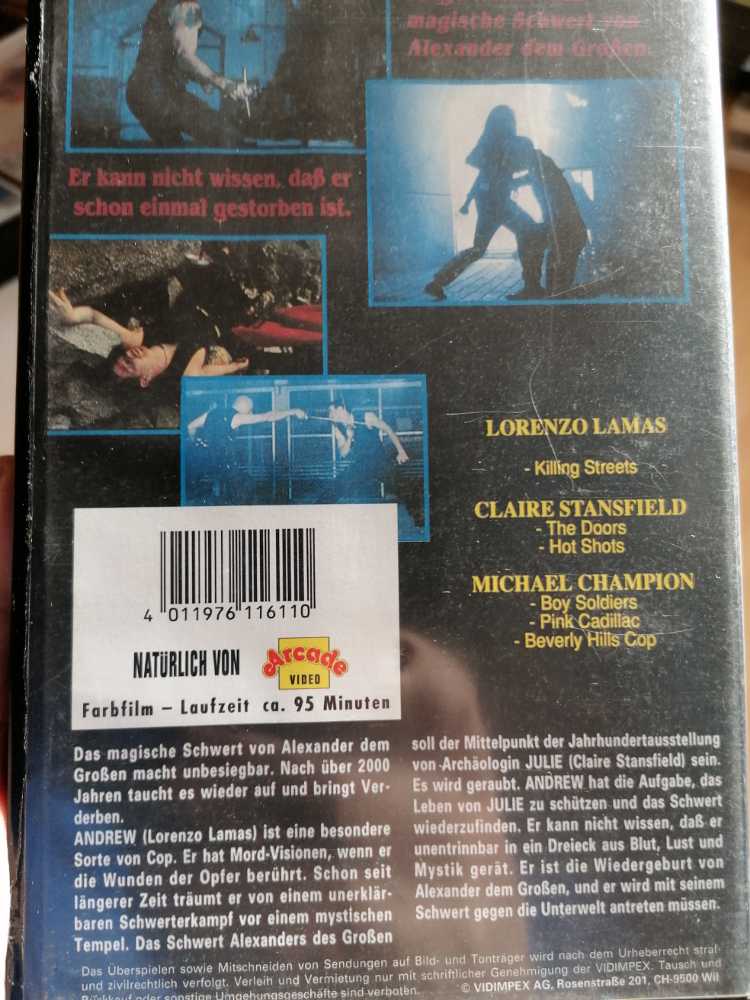 magische Schwert von
Alexander dem Großen.
Er kann nicht wissen, daß er
schon einmal gestorben ist.
LORENZO LAMAS
- Killing Streets
CLAIRE STANSFIELD
- The Doors
- Hot Shots
MICHAEL CHAMPION
- Boy Soldiers
- Pink Cadillac
- Beverly Hills Cop
4 011976 116110
NATÜRLICH VON
Arcade
VIDEO
Farbfilm – Laufzeit ca. 95 Minuten
Das magische Schwert von Alexander dem
Großen macht unbesiegbar. Nach über 2000
Jahren taucht es wieder auf und bringt Ver-
derben.
ANDREW (Lorenzo Lamas) ist eine besondere
Sorte von Cop. Er hat Mord-Visionen, wenn er
die Wunden der Opfer berührt. Schon seit
längerer Zeit träumt er von einem unerklär-
baren Schwerterkampf vor einem mystischen
Tempel. Das Schwert Alexanders des Großen
soll der Mittelpunkt der Jahrhundertausstellung
von Archäologin JULIE (Claire Stansfield) sein.
Es wird geraubt. ANDREW hat die Aufgabe, das
Leben von JULIE zu schützen und das Schwert
wiederzufinden. Er kann nicht wissen, daß er
unentrinnbar in ein Dreieck aus Blut, Lust und
Mystik gerät. Er ist die Wiedergeburt von
Alexander dem Großen, und er wird mit seinem
Schwert gegen die Unterwelt antreten müssen.
Das Überspielen sowie Mitschneiden von Sendungen auf Bild- und Tonträger wird nach dem Urheberrecht straf-
und zivilrechtlich verfolgt. Verleih und Vermietung nur mit schriftlicher Genehmigung der VIDIMPEX. Tausch und
Rückkauf oder sonstige Umgehungsgeschäfte sind verboten.
© VIDIMPEX AG, Rosenstraße 201, CH-9500 Wil